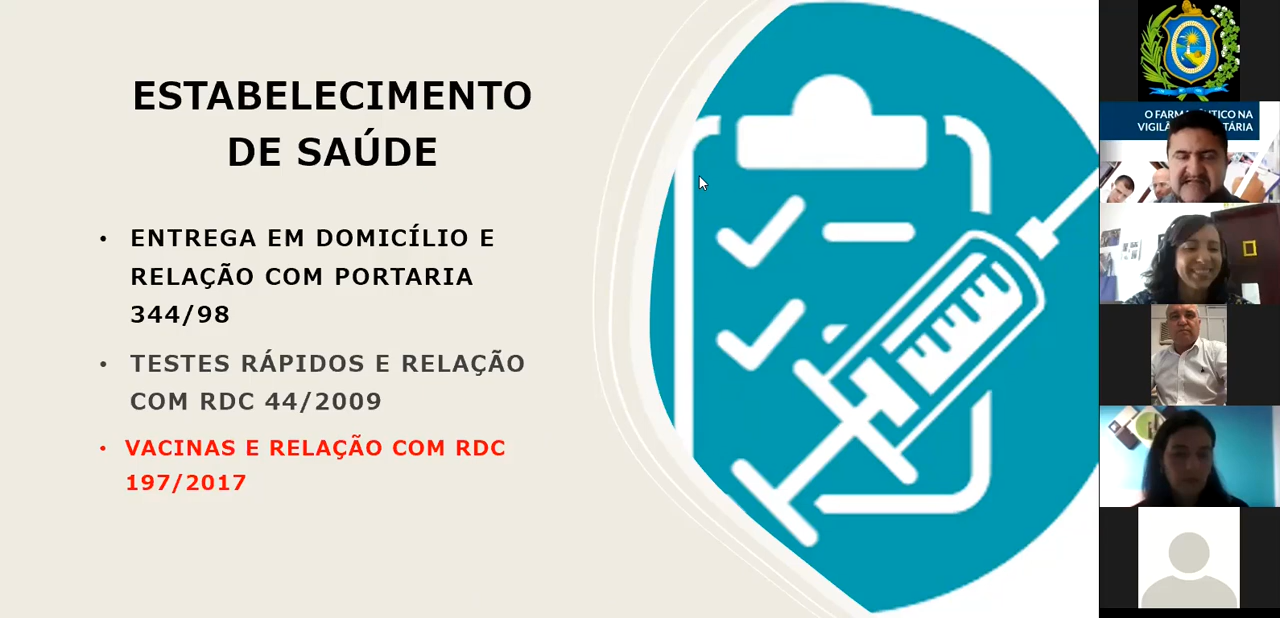 ESTABELECIMENTO
DE SAÚDE
• ENTREGA EM DOMICÍLIO E
RELAÇÃO COM PORTARIA
344/98
• TESTES RÁPIDOS E RELAÇÃO
COM RDC 44/2009
• VACINAS E RELAÇÃO COM RDC
197/2017
O
NA